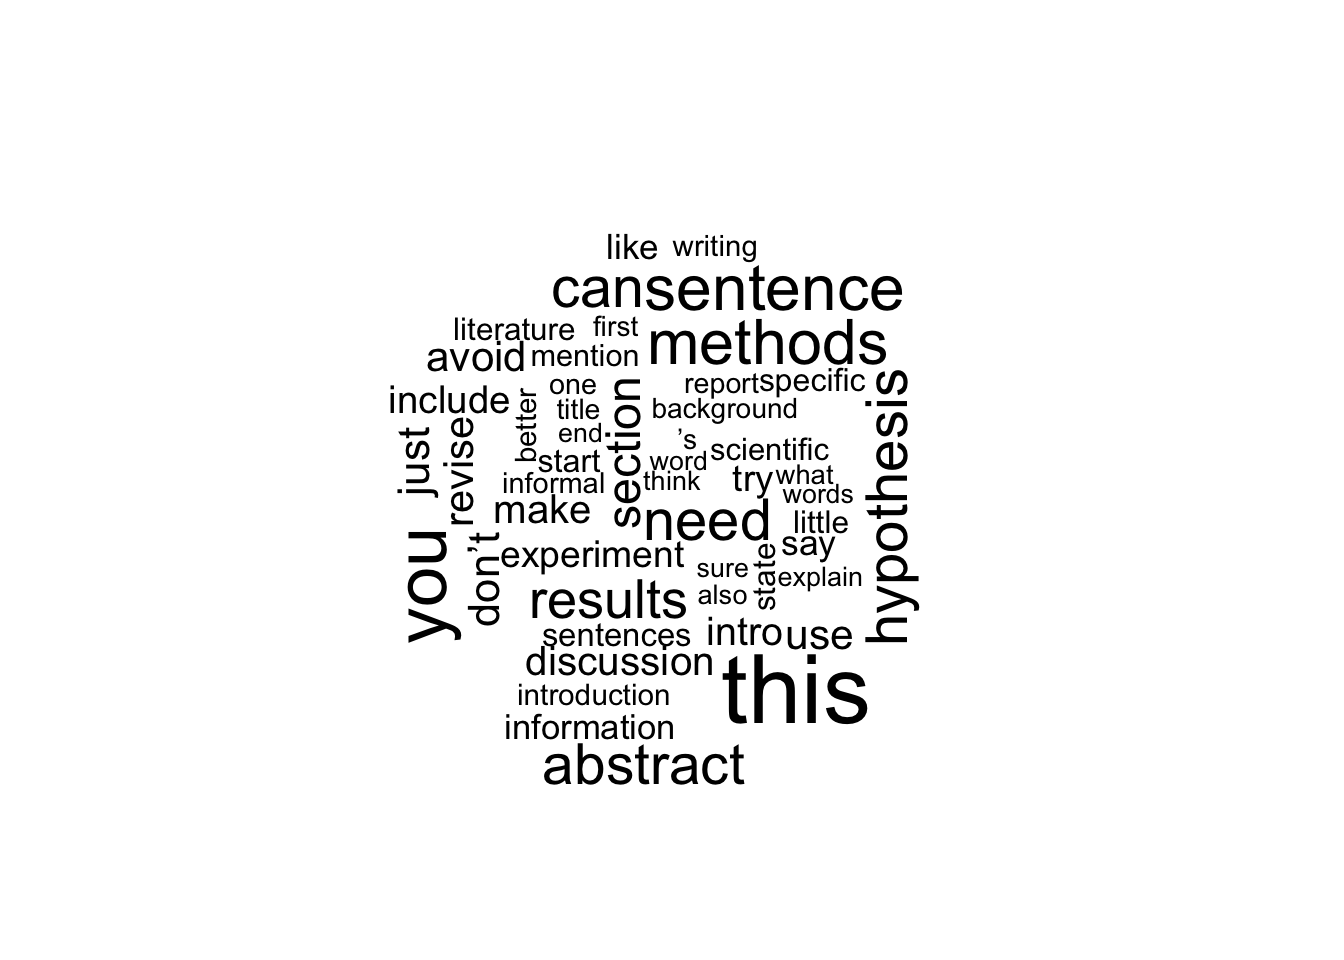 like writing
can sentence
literature first methods
avoid mention
one report specific
include better title section background hypothesis
just revise end 's scientific
start word
informal think try what
words
make need little
you don’t experiment say
sure state explain
results also
sentences intro use
discussion this
introduction
information
abstract